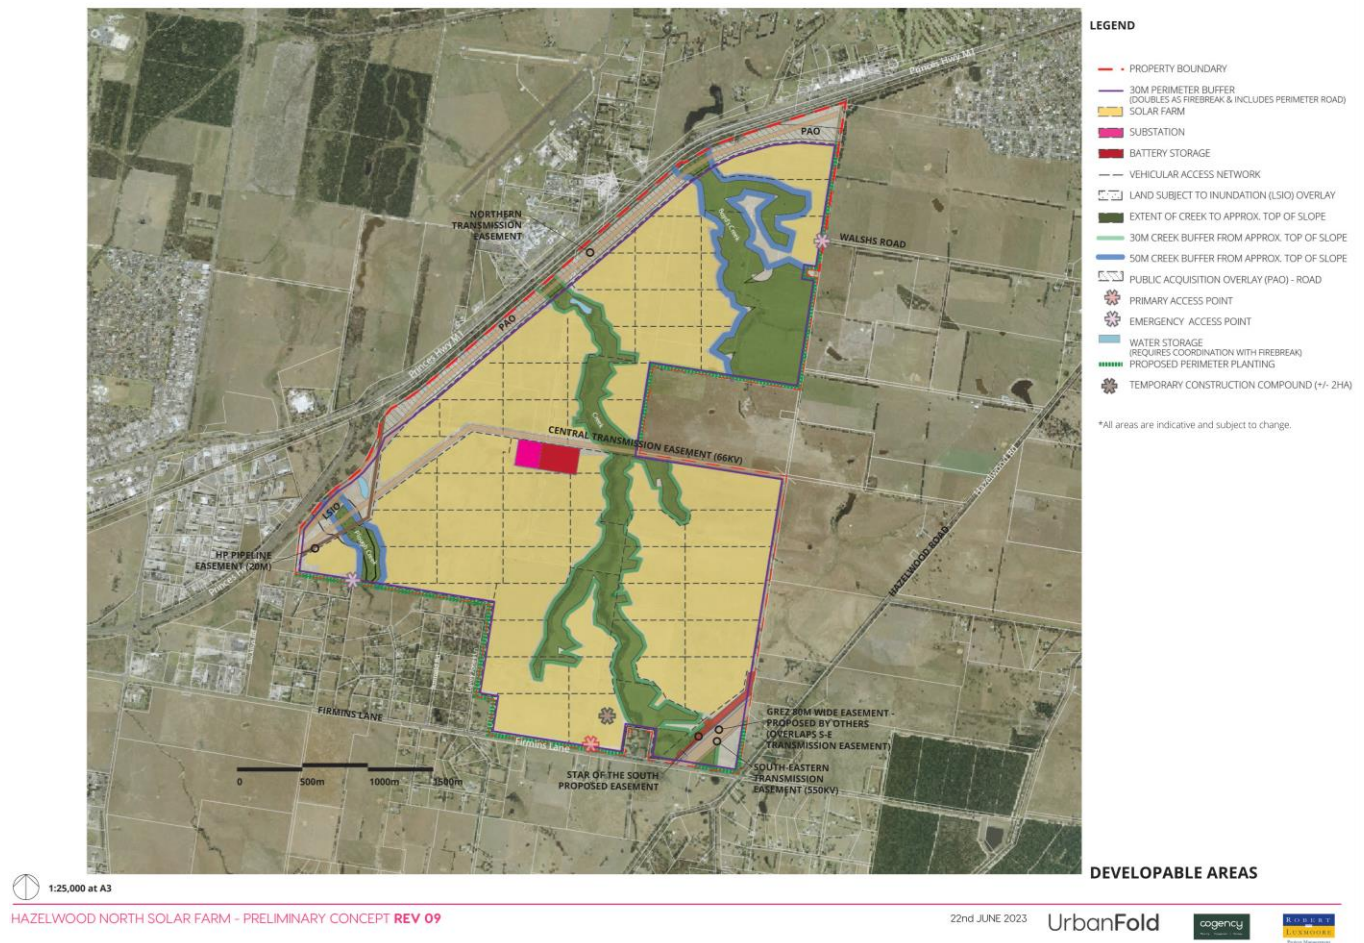 LEGEND
PROPERTY BOUNDARY
30M PERIMETER BUFFER
(DOUBLES AS FIREBREAK & INCLUDES PERIMETER ROAD)
SOLAR FARM
SUBSTATION
BATTERY STORAGE
VEHICULAR ACCESS NETWORK
LAND SUBJECT TO INUNDATION (LSIO) OVERLAY
EXTENT OF CREEK TO APPROX. TOP OF SLOPE
30M CREEK BUFFER FROM APPROX. TOP OF SLOPE
50M CREEK BUFFER FROM APPROX. TOP OF SLOPE
PUBLIC ACQUISITION OVERLAY (PAO) - ROAD
PRIMARY ACCESS POINT
EMERGENCY ACCESS POINT
WATER STORAGE
(REQUIRES COORDINATION WITH FIREBREAK)
PROPOSED PERIMETER PLANTING
TEMPORARY CONSTRUCTION COMPOUND (+/- 2HA)
*All areas are indicative and subject to change.
Princes Hwy M1
PAO
NORTHERN
TRANSMISSION
EASEMENT
WALSHS ROAD
PAO
Princes Hwy M1
CENTRAL TRANSMISSION EASEMENT (66KV)
Creek
Hazelwood Rd
LSIO
HP PIPELINE
EASEMENT (20M)
HAZELWOOD ROAD
FIRMINS LANE
Firmins Lane
GREZ 80M WIDE EASEMENT -
PROPOSED BY OTHERS
(OVERLAPS S-E
TRANSMISSION EASEMENT)
STAR OF THE SOUTH
PROPOSED EASEMENT
SOUTH-EASTERN
TRANSMISSION
EASEMENT (550KV)
0 500m 1000m 1500m
DEVELOPABLE AREAS
1:25,000 at A3
HAZELWOOD NORTH SOLAR FARM - PRELIMINARY CONCEPT REV 09
22nd JUNE 2023
UrbanFold
cogency
ROBERT
LUXMOORE